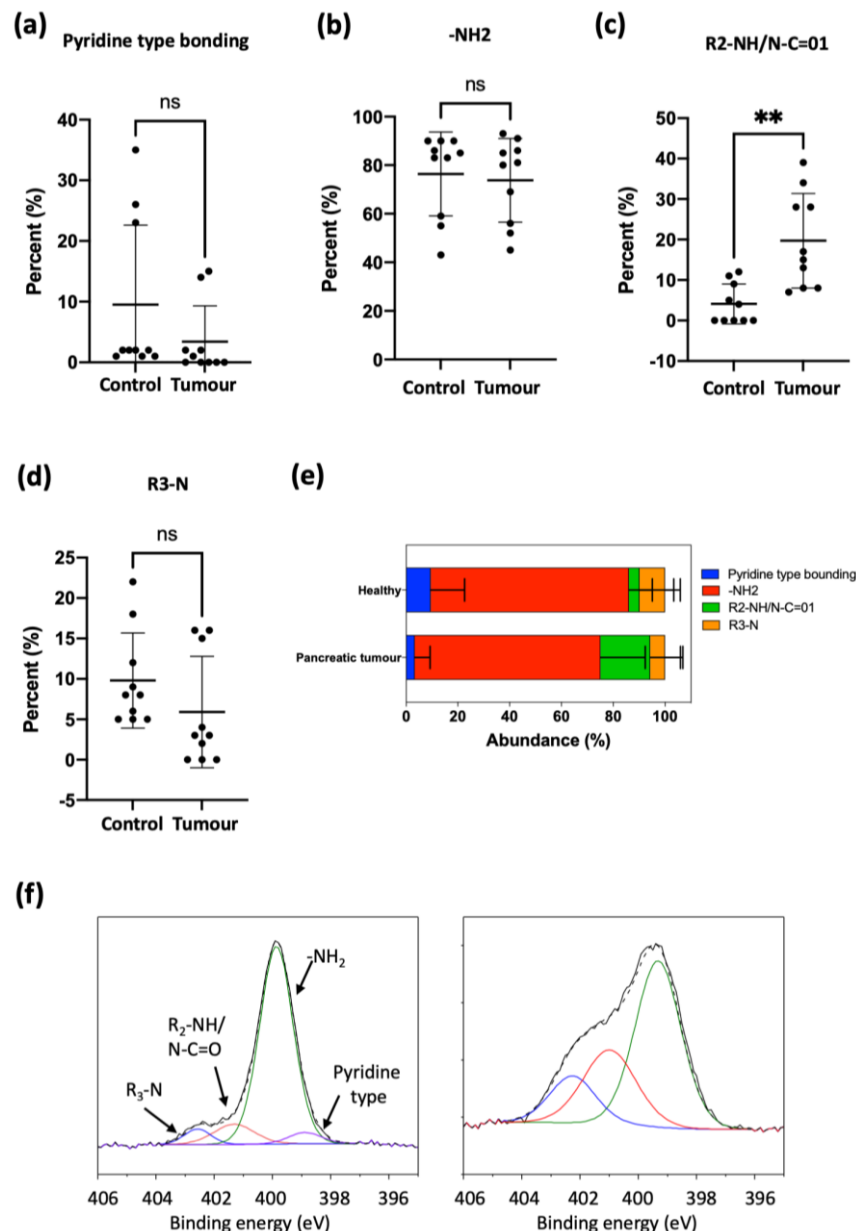 (a)
Pyridine type bonding
ns
Percent (%)
40
30
20
10
0
Control Tumour
(b)
-NH2
ns
Percent (%)
100
80
60
40
20
0
Control Tumour
(c)
R2-NH/N-C=01
**
Percent (%)
50
40
30
20
10
0
-10
Control Tumour
(d)
R3-N
ns
Percent (%)
25
20
15
10
5
0
-5
Control Tumour
(e)
Healthy
Pancreatic tumour
0 20 40 60 80 100
Abundance (%)
Pyridine type bounding
-NH2
R2-NH/N-C=01
R3-N
(f)
-NH2
R2-NH/
N-C=O
R3-N
Pyridine
type
406 404 402 400 398 396
Binding energy (eV)
406 404 402 400 398 396
Binding energy (eV)